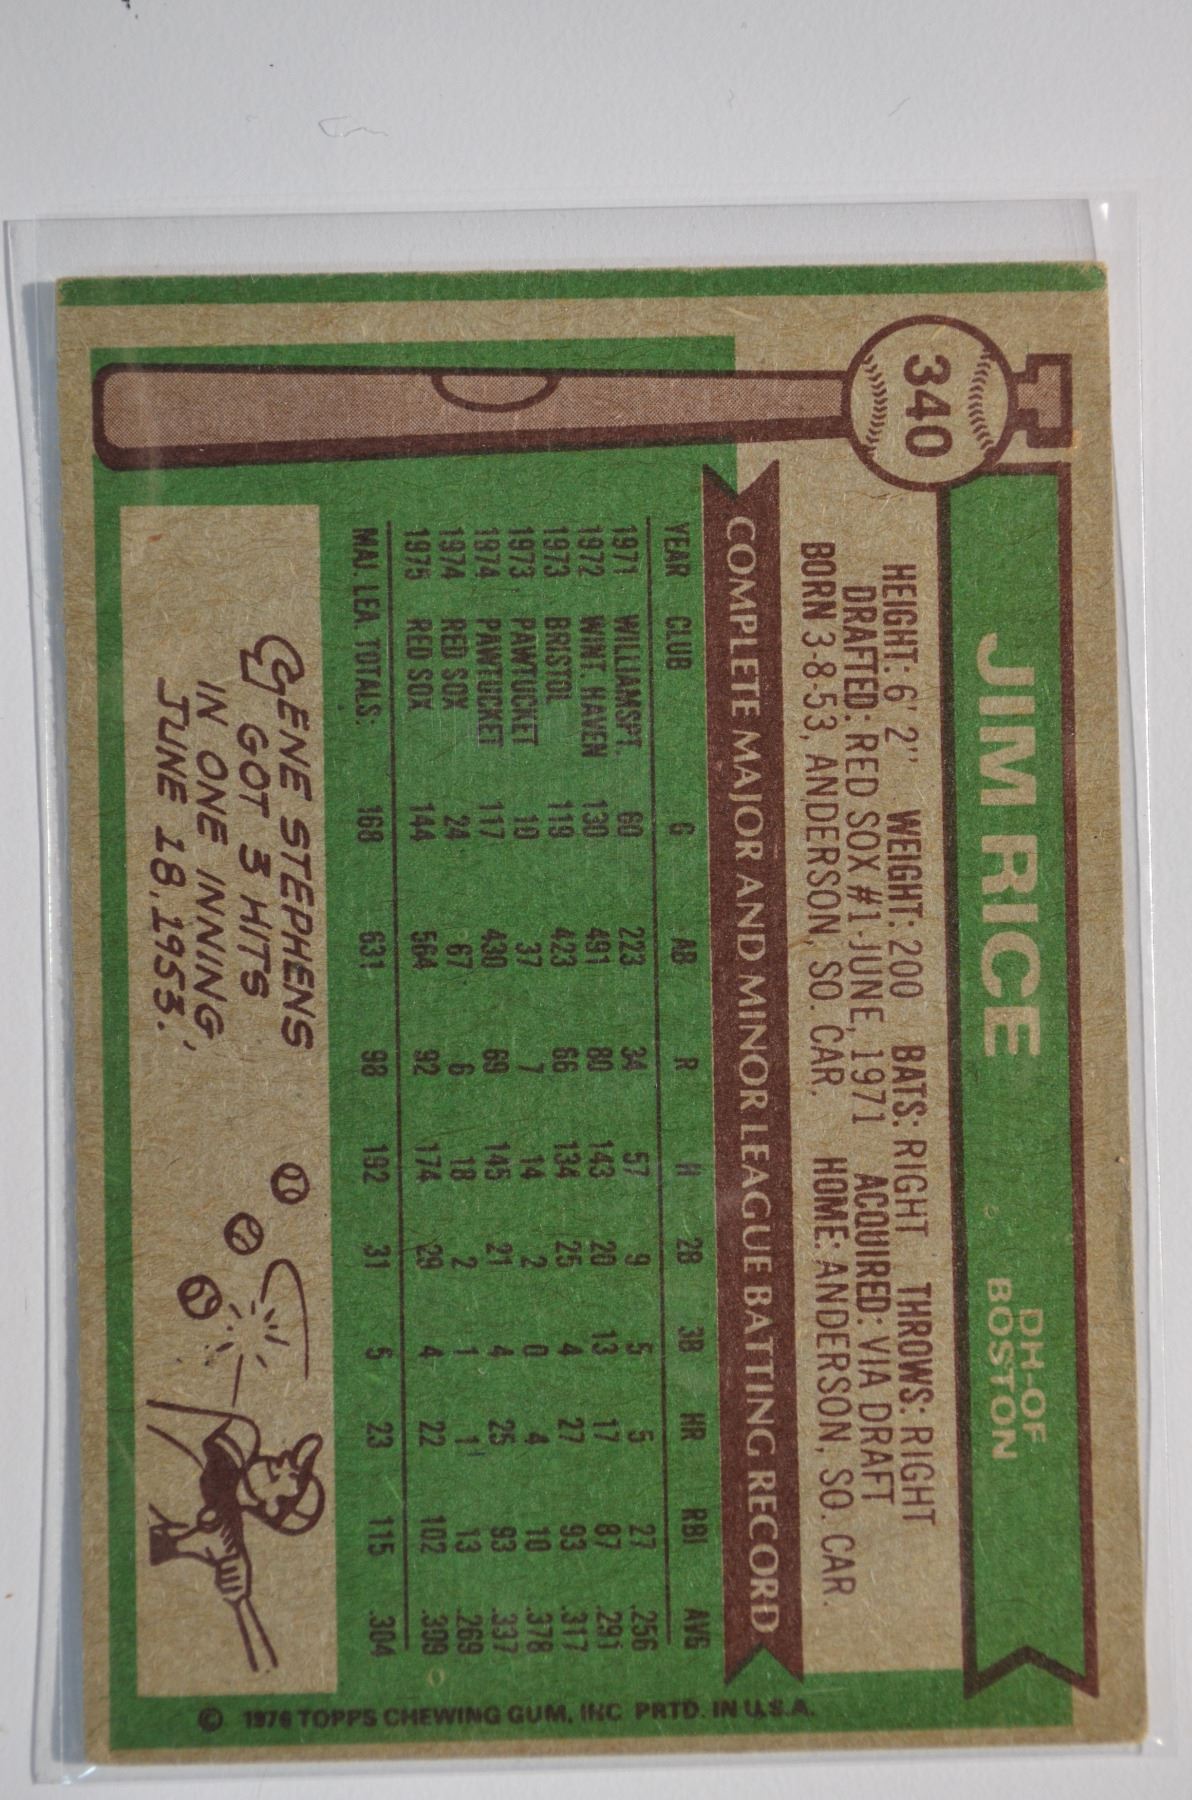 340
JIM RICE
DH-OF
BOSTON
HEIGHT: 6' 2" WEIGHT: 200 BATS: RIGHT THROWS: RIGHT
DRAFTED: RED SOX #1-JUNE, 1971 ACQUIRED: VIA DRAFT
BORN 3-8-53, ANDERSON, SO. CAR. HOME: ANDERSON, SO. CAR.
COMPLETE MAJOR AND MINOR LEAGUE BATTING RECORD
YEAR CLUB G AB R H 2B 3B HR RBI AVG
1971 WILLIAMSPT. 60 223 34 57 9 5 5 27 .256
1972 WINT. HAVEN 130 491 80 143 20 13 17 87 .291
1973 BRISTOL 119 423 66 134 25 4 27 93 .317
1973 PAWTUCKET 10 37 7 14 2 0 4 10 .378
1974 PAWTUCKET 117 430 69 145 21 4 25 93 .337
1974 RED SOX 24 67 6 18 2 1 1 13 .269
1975 RED SOX 144 564 92 174 29 4 22 102 .309
MAJ. LEA. TOTALS: 168 631 98 192 31 5 23 115 .304
GENE STEPHENS
GOT 3 HITS
IN ONE INNING,
JUNE 18, 1953.
© 1976 TOPPS CHEWING GUM, INC PRTD. IN U.S.A.